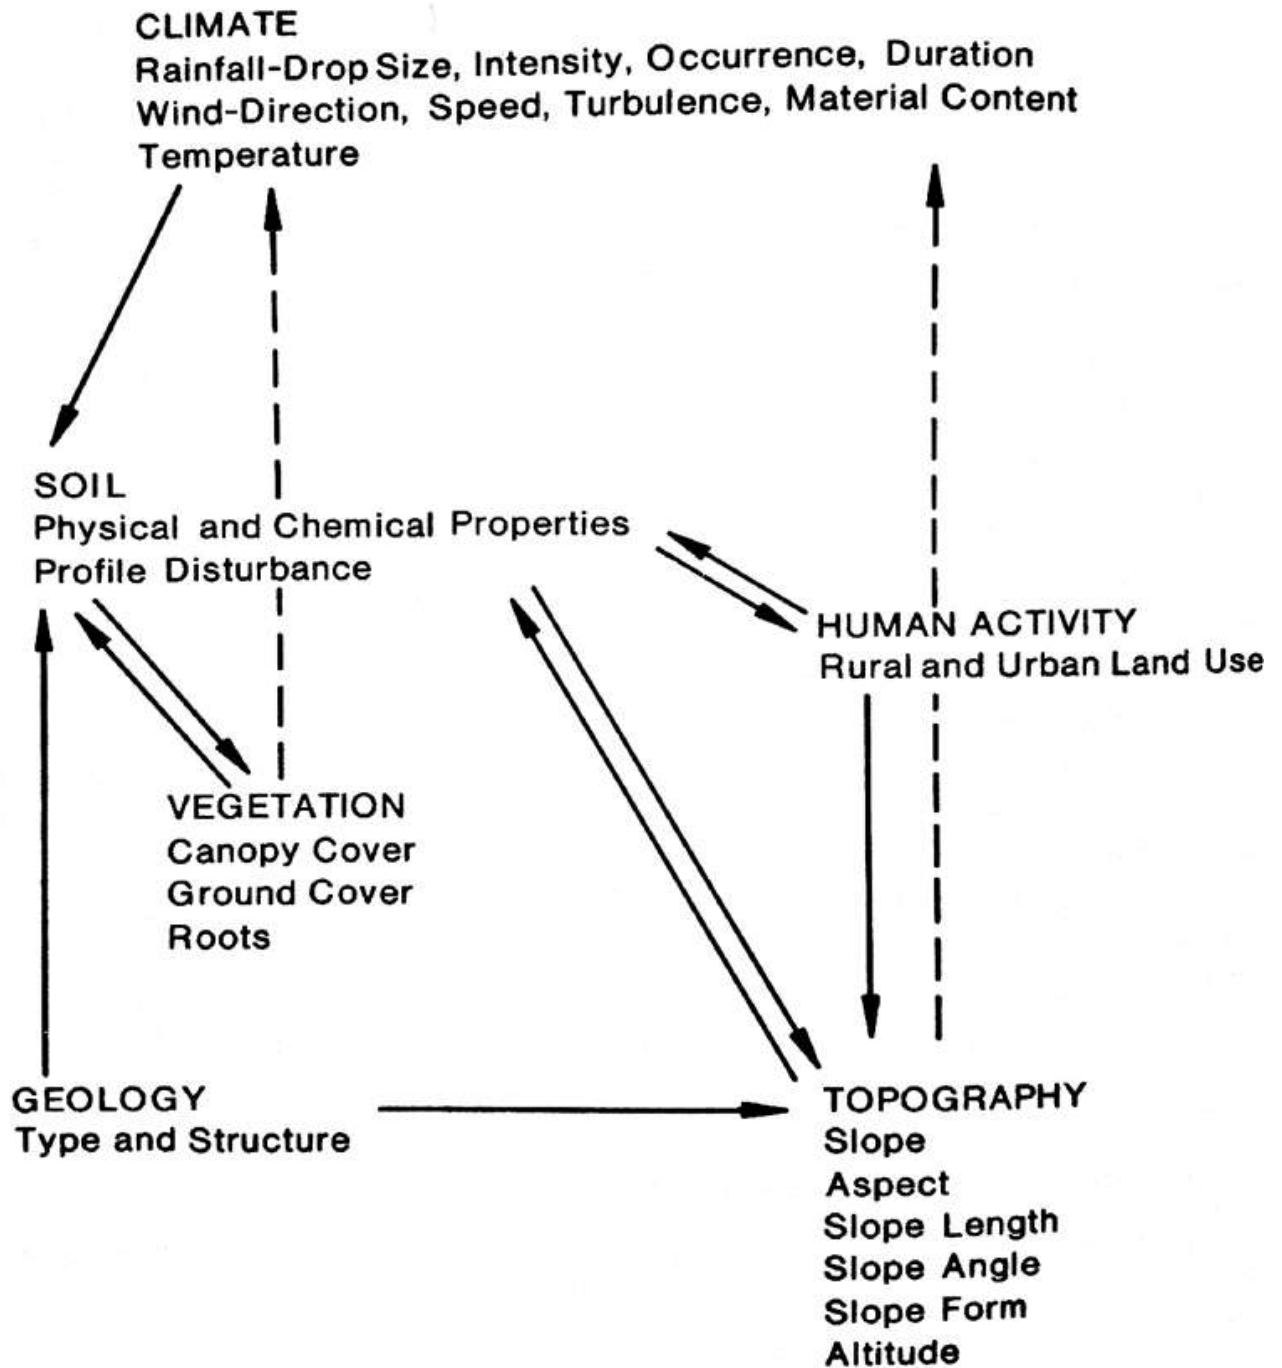 CLIMATE
Rainfall-Drop Size, Intensity, Occurrence, Duration
Wind-Direction, Speed, Turbulence, Material Content
Temperature
SOIL
Physical and Chemical Properties
Profile Disturbance
HUMAN ACTIVITY
Rural and Urban Land Use
VEGETATION
Canopy Cover
Ground Cover
Roots
GEOLOGY
Type and Structure
TOPOGRAPHY
Slope
Aspect
Slope Length
Slope Angle
Slope Form
Altitude